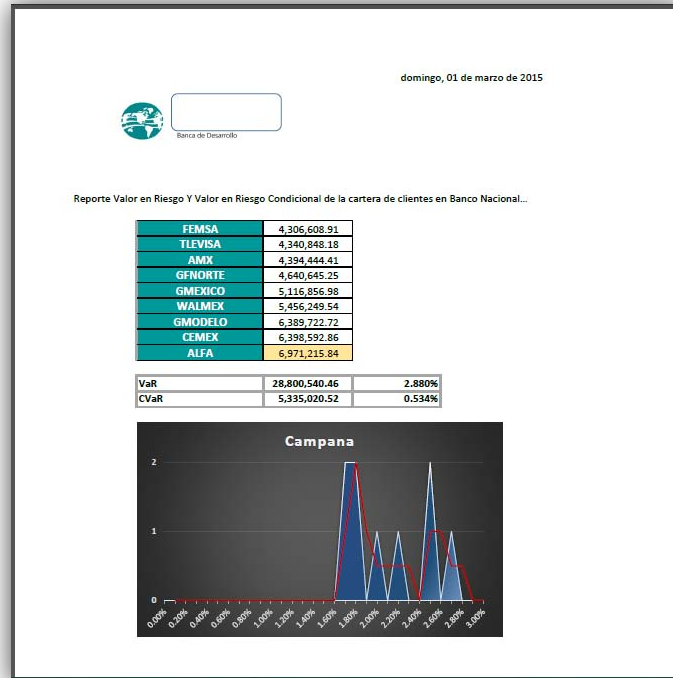 domingo, 01 de marzo de 2015
Banca de Desarrollo
Reporte Valor en Riesgo Y Valor en Riesgo Condicional de la cartera de clientes en Banco Nacional...
FEMSA 4,306,608.91
TLEVISA 4,340,848.18
AMX 4,394,444.41
GFNORTE 4,640,645.25
GMEXICO 5,116,856.98
WALMEX 5,456,249.54
GMODELO 6,389,722.72
CEMEX 6,398,592.86
ALFA 6,971,215.84
VaR 28,800,540.46 2.880%
CVaR 5,335,020.52 0.534%
Campana
2
1
0
0.00% 0.20% 0.40% 0.60% 0.80% 1.00% 1.20% 1.40% 1.60% 1.80% 2.00% 2.20% 2.40% 2.60% 2.80% 3.00%